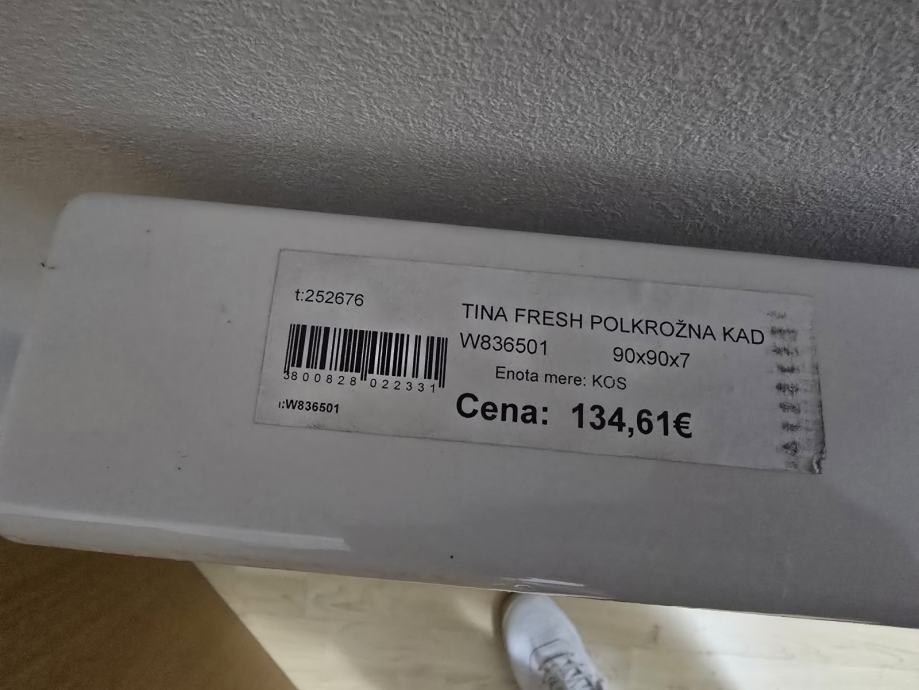 t:252676
3800828 022331
i:W836501
TINA FRESH POLKROŽNA KAD
W836501 90x90x7
Enota mere: KOS
Cena: 134,61€